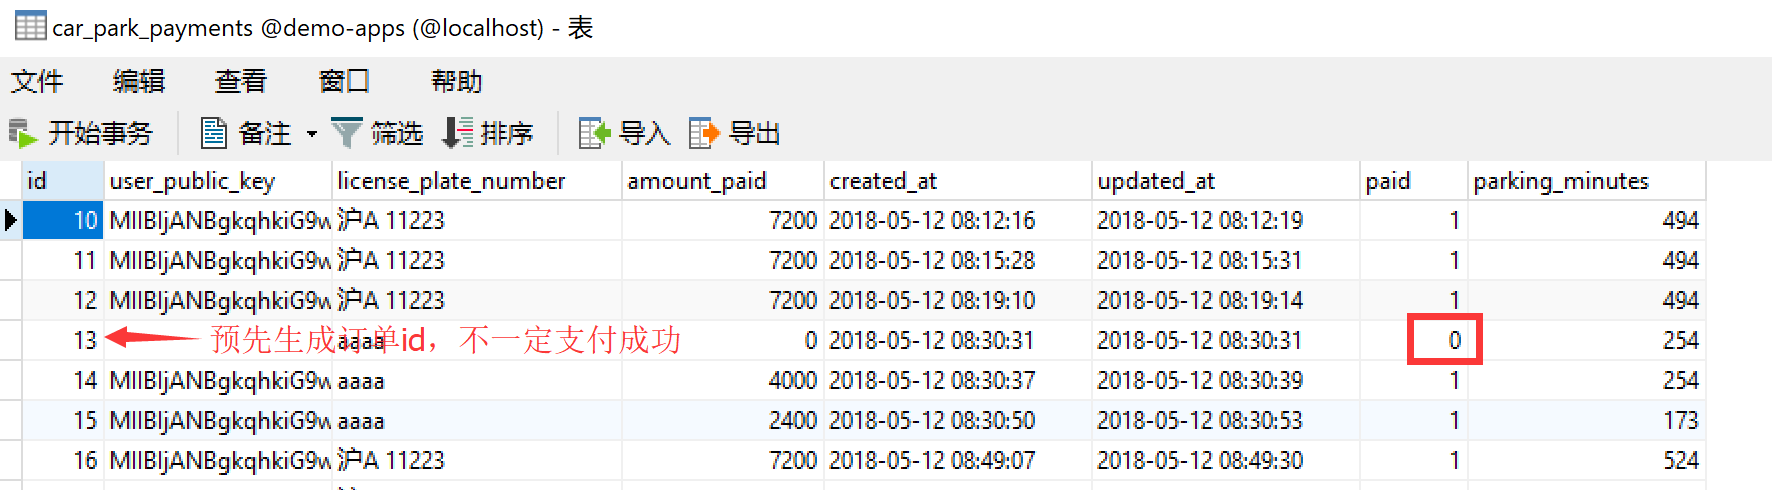 car_park_payments @demo-apps (@localhost) - 表
文件 编辑 查看 窗口 帮助
开始事务 备注 筛选 排序 导入 导出
id user_public_key license_plate_number amount_paid created_at updated_at paid parking_minutes
10 MIIBIjANBgkqhkiG9w 沪A 11223 7200 2018-05-12 08:12:16 2018-05-12 08:12:19 1 494
11 MIIBIjANBgkqhkiG9w 沪A 11223 7200 2018-05-12 08:15:28 2018-05-12 08:15:31 1 494
12 MIIBIjANBgkqhkiG9w 沪A 11223 7200 2018-05-12 08:19:10 2018-05-12 08:19:14 1 494
13 预先生成订单id，不一定支付成功 aaaa 0 2018-05-12 08:30:31 2018-05-12 08:30:31 0 254
14 MIIBIjANBgkqhkiG9w aaaa 4000 2018-05-12 08:30:37 2018-05-12 08:30:39 1 254
15 MIIBIjANBgkqhkiG9w aaaa 2400 2018-05-12 08:30:50 2018-05-12 08:30:53 1 173
16 MIIBIjANBgkqhkiG9w 沪A 11223 7200 2018-05-12 08:49:07 2018-05-12 08:49:30 1 524